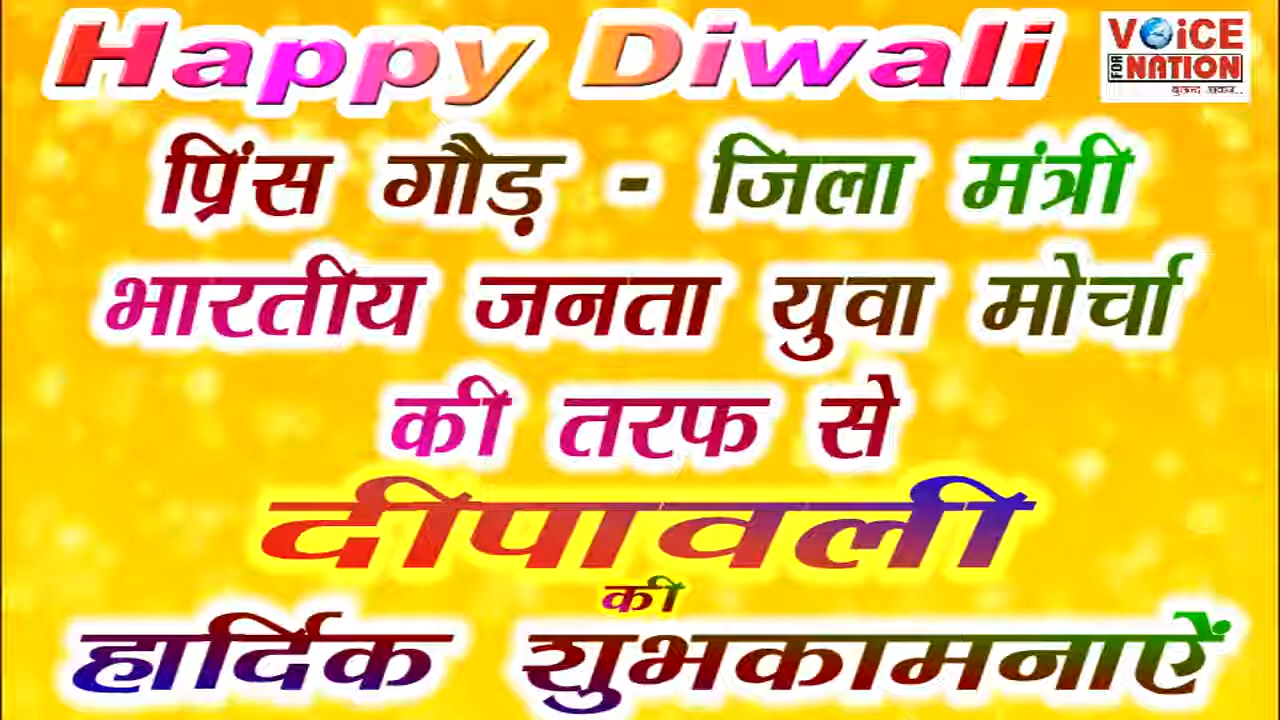 Happy Diwali
VOiCE
FOR NATION
प्रिंस गौड़ - जिला मंत्री
भारतीय जनता युवा मोर्चा
की तरफ से
दीपावली
की
हार्दिक शुभकामनाऐं